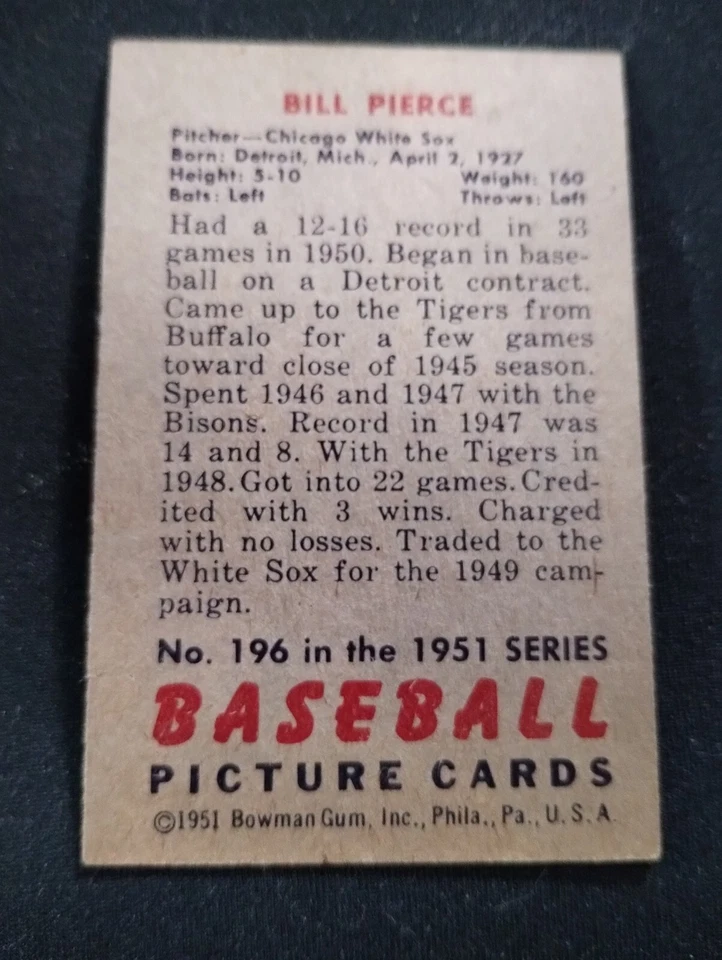 BILL PIERCE
Pitcher—Chicago White Sox
Born: Detroit, Mich., April 2, 1927
Height: 5-10 Weight: 160
Bats: Left Throws: Left
Had a 12-16 record in 33
games in 1950. Began in base-
ball on a Detroit contract.
Came up to the Tigers from
Buffalo for a few games
toward close of 1945 season.
Spent 1946 and 1947 with the
Bisons. Record in 1947 was
14 and 8. With the Tigers in
1948. Got into 22 games. Cred-
ited with 3 wins. Charged
with no losses. Traded to the
White Sox for the 1949 cam-
paign.
No. 196 in the 1951 SERIES
BASEBALL
PICTURE CARDS
©1951 Bowman Gum, Inc., Phila., Pa., U.S.A.